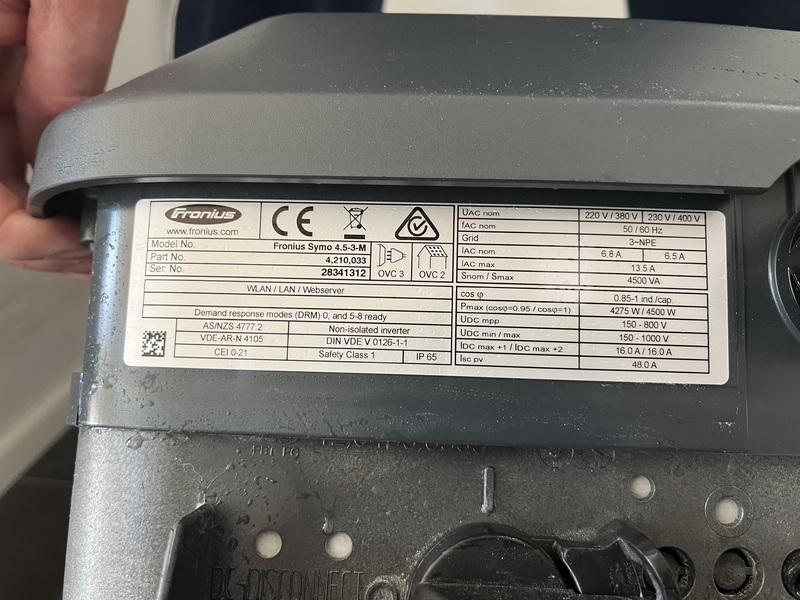 Fronius
www.fronius.com
Model No. Fronius Symo 4.5-3-M
Part No. 4,210,033
Ser. No. 28341312
OVC 3 OVC 2
WLAN / LAN / Webserver
Demand response modes (DRM) 0, and 5-8 ready
AS/NZS 4777.2 Non-isolated inverter
VDE-AR-N 4105 DIN VDE V 0126-1-1
CEI 0-21 Safety Class 1 IP 65
UAC nom 220 V / 380 V 230 V / 400 V
fAC nom 50 / 60 Hz
Grid 3~NPE
IAC nom 6.8 A 6.5 A
IAC max 13.5 A
Snom / Smax 4500 VA
cos φ 0.85-1 ind./cap.
Pmax (cosφ=0.95 / cosφ=1) 4275 W / 4500 W
UDC mpp 150 - 800 V
UDC min / max 150 - 1000 V
IDC max +1 / IDC max +2 16.0 A / 16.0 A
Isc pv 48.0 A
DC-DISCONNECT